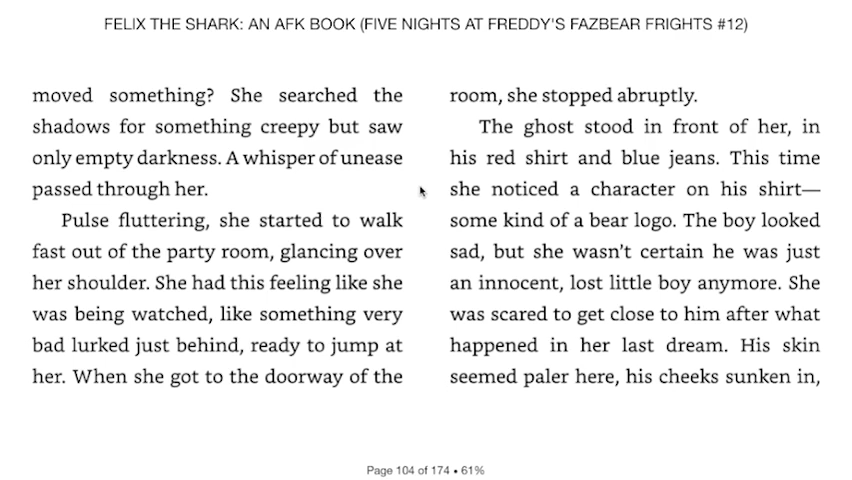 FELIX THE SHARK: AN AFK BOOK (FIVE NIGHTS AT FREDDY'S FAZBEAR FRIGHTS #12)
moved something? She searched the
shadows for something creepy but saw
only empty darkness. A whisper of unease
passed through her.
Pulse fluttering, she started to walk
fast out of the party room, glancing over
her shoulder. She had this feeling like she
was being watched, like something very
bad lurked just behind, ready to jump at
her. When she got to the doorway of the
room, she stopped abruptly.
The ghost stood in front of her, in
his red shirt and blue jeans. This time
she noticed a character on his shirt—
some kind of a bear logo. The boy looked
sad, but she wasn't certain he was just
an innocent, lost little boy anymore. She
was scared to get close to him after what
happened in her last dream. His skin
seemed paler here, his cheeks sunken in,
Page 104 of 174 • 61%